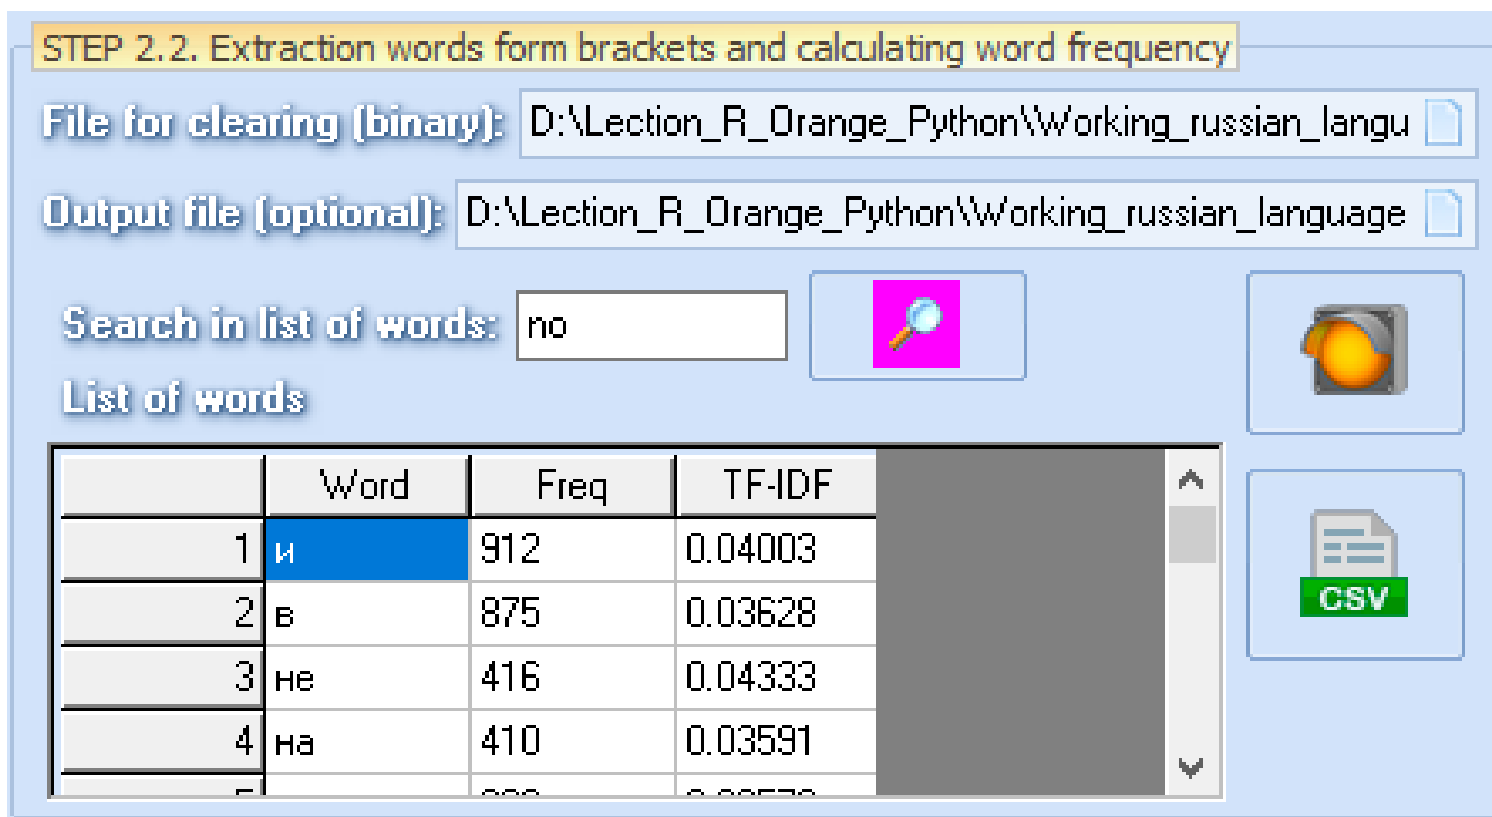 STEP 2.2. Extraction words form brackets and calculating word frequency
File for clearing (binary): D:\Lection_R_Orange_Python\Working_russian_langu
Output file (optional): D:\Lection_R_Orange_Python\Working_russian_language
Search in list of words: no
List of words
Word Freq TF-IDF
1 и 912 0.04003
2 в 875 0.03628
3 не 416 0.04333
4 на 410 0.03591
CSV